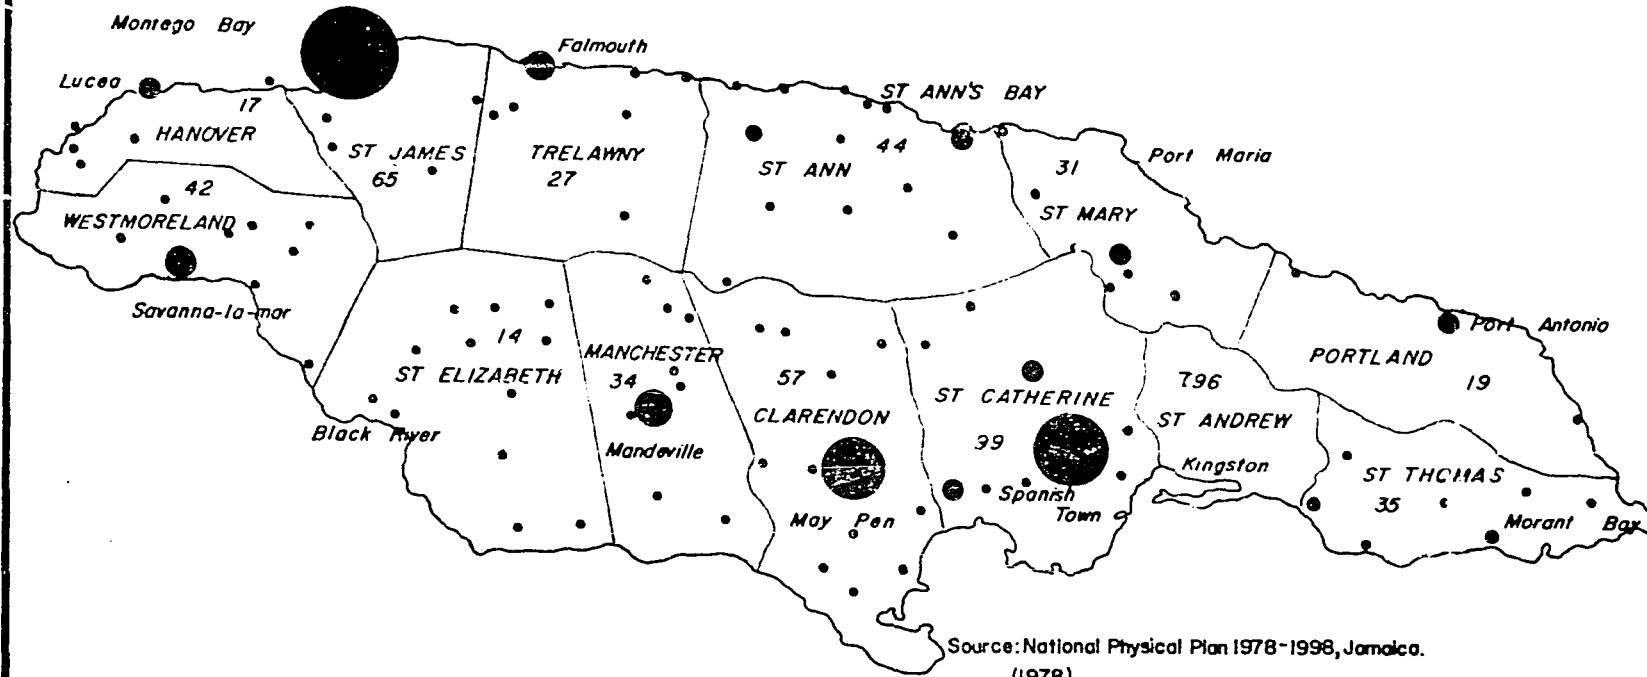 Montego Bay
Falmouth
Lucea
17
HANOVER
ST JAMES
65
TRELAWNY
27
ST ANN'S BAY
44
ST ANN
31
Port Maria
ST MARY
42
WESTMORELAND
Savanna-la-mar
14
ST ELIZABETH
Black River
MANCHESTER
34
Mandeville
57
CLARENDON
May Pen
ST CATHERINE
99
Spanish
Town
796
ST ANDREW
Kingston
Port Antonio
PORTLAND
19
ST THOMAS
35
Morant Bay
Source: National Physical Plan 1978-1998, Jamaica.
(1978)